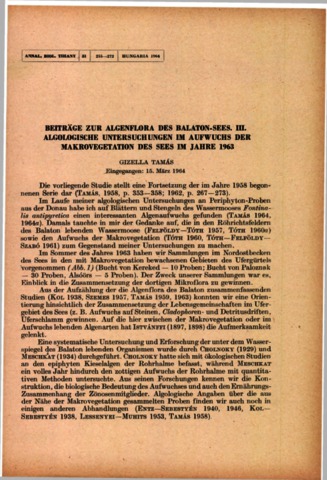 ANNAL. BIOL. TIHANY 31 255—272 HUNGARIA 1964
BEITRÄGE ZUR ALGENFLORA DES BALATON-SEES. III.
ALGOLOGISCHE UNTERSUCHUNGEN IM AUFWUCHS DER
MAKROVEGETATION DES SEES IM JAHRE 1963
GIZELLA TAMÁS
Eingegangen: 15. März 1964
Die vorliegende Studie stellt eine Fortsetzung der im Jahre 1958 begon-
nenen Serie dar (TAMÁS, 1958, p. 353—358; 1962, p. 267—273).
Im Laufe meiner algologischen Untersuchungen an Periphyton-Proben
aus der Donau habe ich auf Blättern und Stengeln des Wassermooses Fontina-
lis antipyretica einen interessanten Algenaufwuchs gefunden (TAMÁS 1964,
1964a). Damals tauchte in mir der Gedanke auf, die in den Röhrichtsfeldern
des Balaton lebenden Wassermoose (FELFÖLDY—TÓTH 1957, TÓTH 1960a)
sowie den Aufwuchs der Makrovegetation (TÓTH 1960, TÓTH—FELFÖLDY—
SZABÓ 1961) zum Gegenstand meiner Untersuchungen zu machen.
Im Sommer des Jahres 1963 haben wir Sammlungen im Nordostbecken
des Sees in den mit Makrovegetation bewachsenen Gebieten des Ufergürtels
vorgenommen (Abb. 1) (Bucht von Kereked — 10 Proben; Bucht von Paloznak
— 30 Proben, Alsóörs — 5 Proben). Der Zweck unserer Sammlungen war es,
Einblick in die Zusammensetzung der dortigen Mikroflora zu gewinnen.
Aus der Aufzählung der die Algenflora des Balaton zusammenfassenden
Studien (KOL 1938, SZEMES 1957, TAMÁS 1959, 1963) konnten wir eine Orien-
tierung hinsichtlich der Zusammensetzung der Lebensgemeinschaften im Ufer-
gebiet des Sees (z. B. Aufwuchs auf Steinen, Cladophoren- und Detritusdriften,
Uferschlamm gewinnen. Auf die hier zwischen der Makrovegetation oder im
Aufwuchs lebenden Algenarten hat ISTVÁNFFI (1897, 1898) die Aufmerksamkeit
gelenkt.
Eine systematische Untersuchung und Erforschung der unter dem Wasser-
spiegel des Balaton lebenden Organismen wurde durch CHOLNOKY (1929) und
MESCHKAT (1934) durchgeführt. CHOLNOKY hatte sich mit ökologischen Studien
an den epiphyten Kieselalgen der Rohrhalme befasst, während MESCHKAT
ein volles Jahr hindurch den zottigen Aufwuchs der Rohrhalme mit quantita-
tiven Methoden untersuchte. Aus seinen Forschungen kennen wir die Kon-
struktion, die biologische Bedeutung des Aufwuchses und auch den Ernährungs-
Zusammenhang der Zönosenmitglieder. Algologische Angaben über die aus
der Nähe der Makrovegetation gesammelten Proben finden wir auch noch in
einigen anderen Abhandlungen (ENTZ—SEBESTYÉN 1940, 1946, KOL—
SEBESTYÉN 1938, LESSENYEI—MUHITS 1953, TAMÁS 1958).